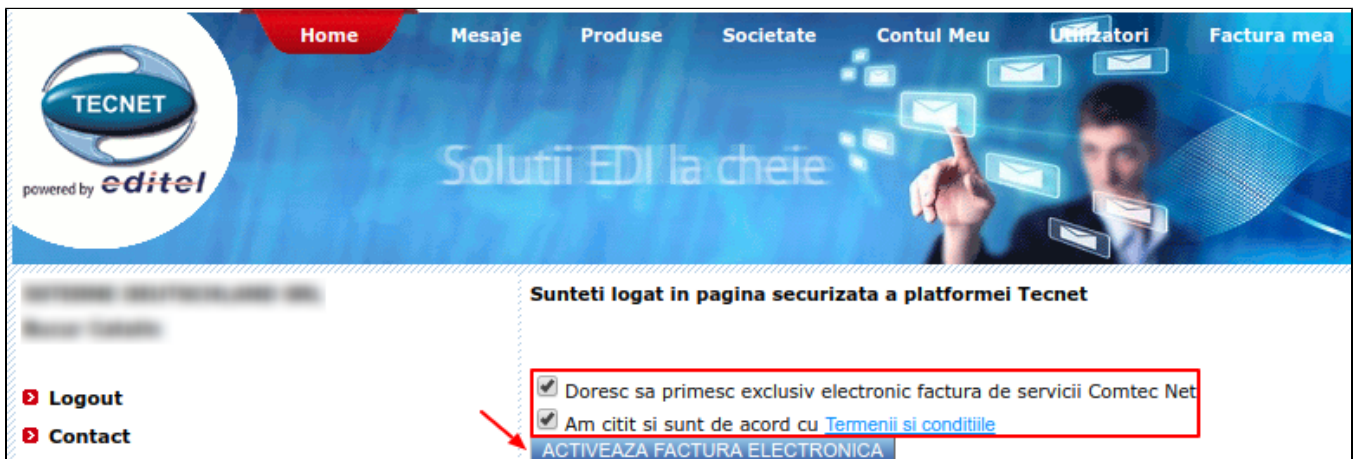 Home Mesaje Produse Societate Contul Meu Utilizatori Factura mea
TECNET
powered by editel
Solutii EDI la cheie
Sunteti logat in pagina securizata a platformei Tecnet
Doresc sa primesc exclusiv electronic factura de servicii Comtec Net
Logout
Am citit si sunt de acord cu Termenii si conditiile
Contact
ACTIVEAZA FACTURA ELECTRONICA